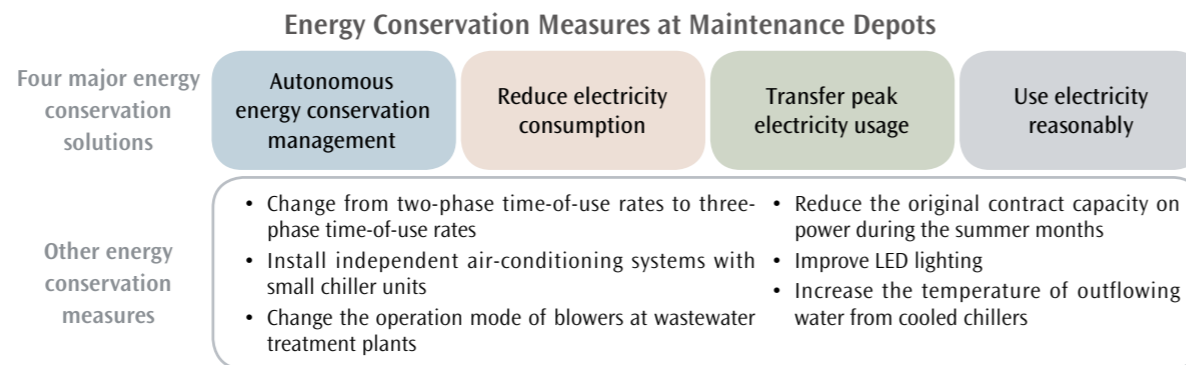 Energy Conservation Measures at Maintenance Depots
Four major energy
conservation
solutions
Autonomous
energy conservation
management
Reduce electricity
consumption
Transfer peak
electricity usage
Use electricity
reasonably
Other energy
conservation
measures
• Change from two-phase time-of-use rates to three-
phase time-of-use rates
• Install independent air-conditioning systems with
small chiller units
• Change the operation mode of blowers at wastewater
treatment plants
• Reduce the original contract capacity on
power during the summer months
• Improve LED lighting
• Increase the temperature of outflowing
water from cooled chillers